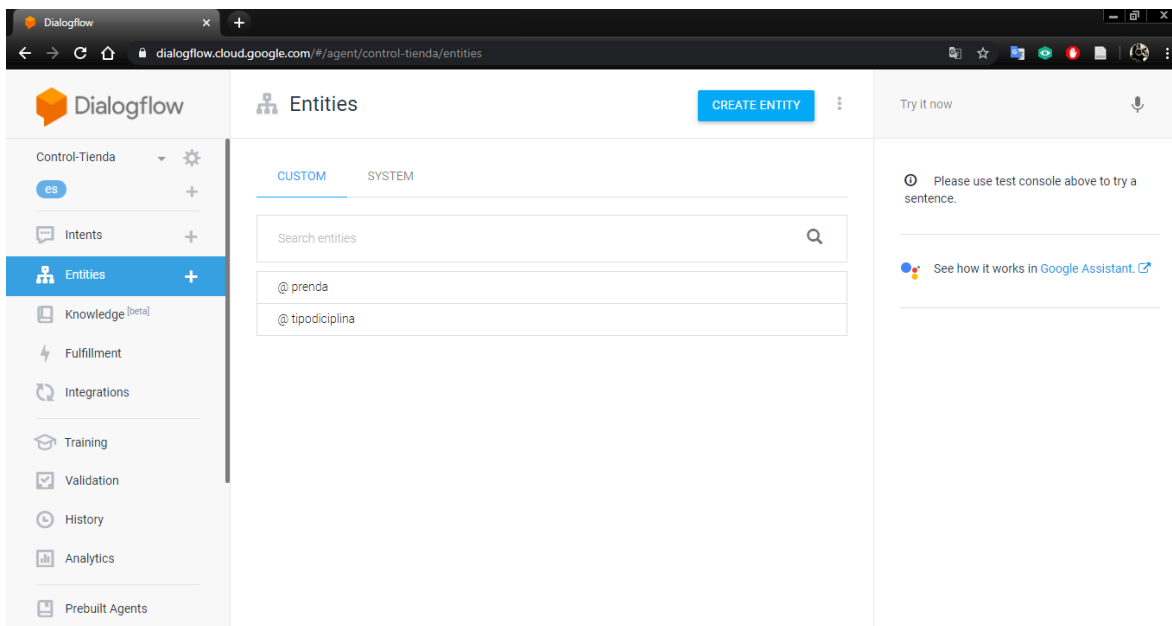 Dialogflow
dialogflow.cloud.google.com/#/agent/control-tienda/entities
Dialogflow
Entities
CREATE ENTITY
Try it now
Control-Tienda
es
CUSTOM SYSTEM
Please use test console above to try a
sentence.
Search entities
Intents
Entities
@ prenda
See how it works in Google Assistant.
Knowledge [beta]
@ tipodiciplina
Fulfillment
Integrations
Training
Validation
History
Analytics
Prebuilt Agents